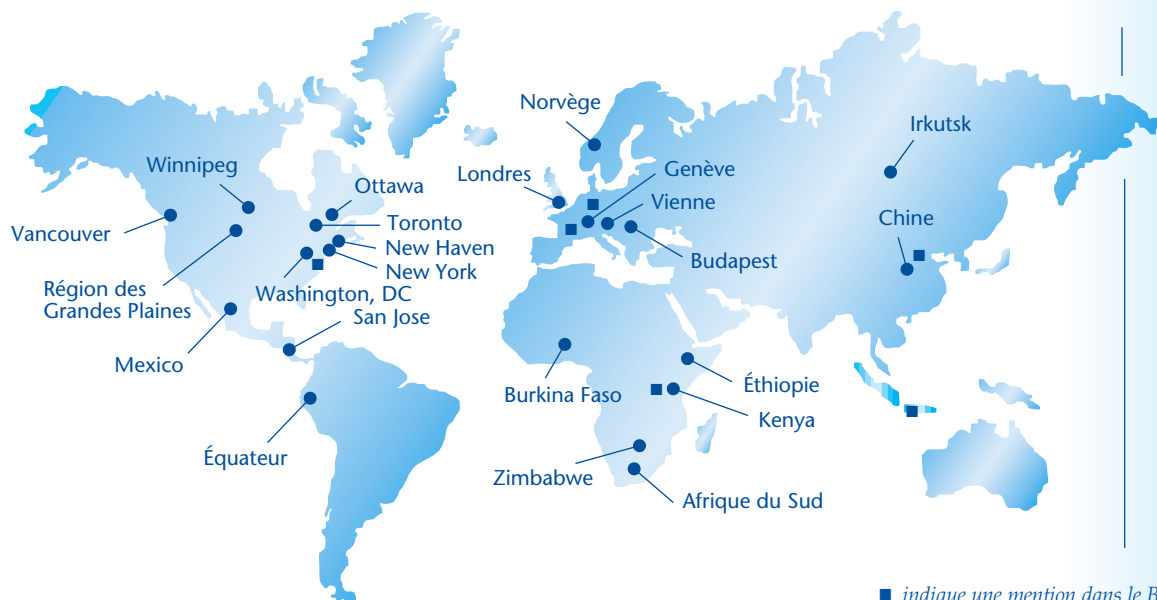 Norvège
Irkutsk
Winnipeg
Ottawa
Londres
Genève
Vienne
Chine
Toronto
Vancouver
New Haven
Budapest
New York
Région des
Grandes Plaines
Washington, DC
San Jose
Mexico
Burkina Faso
Éthiopie
Kenya
Équateur
Zimbabwe
Afrique du Sud
indique une mention dans le B